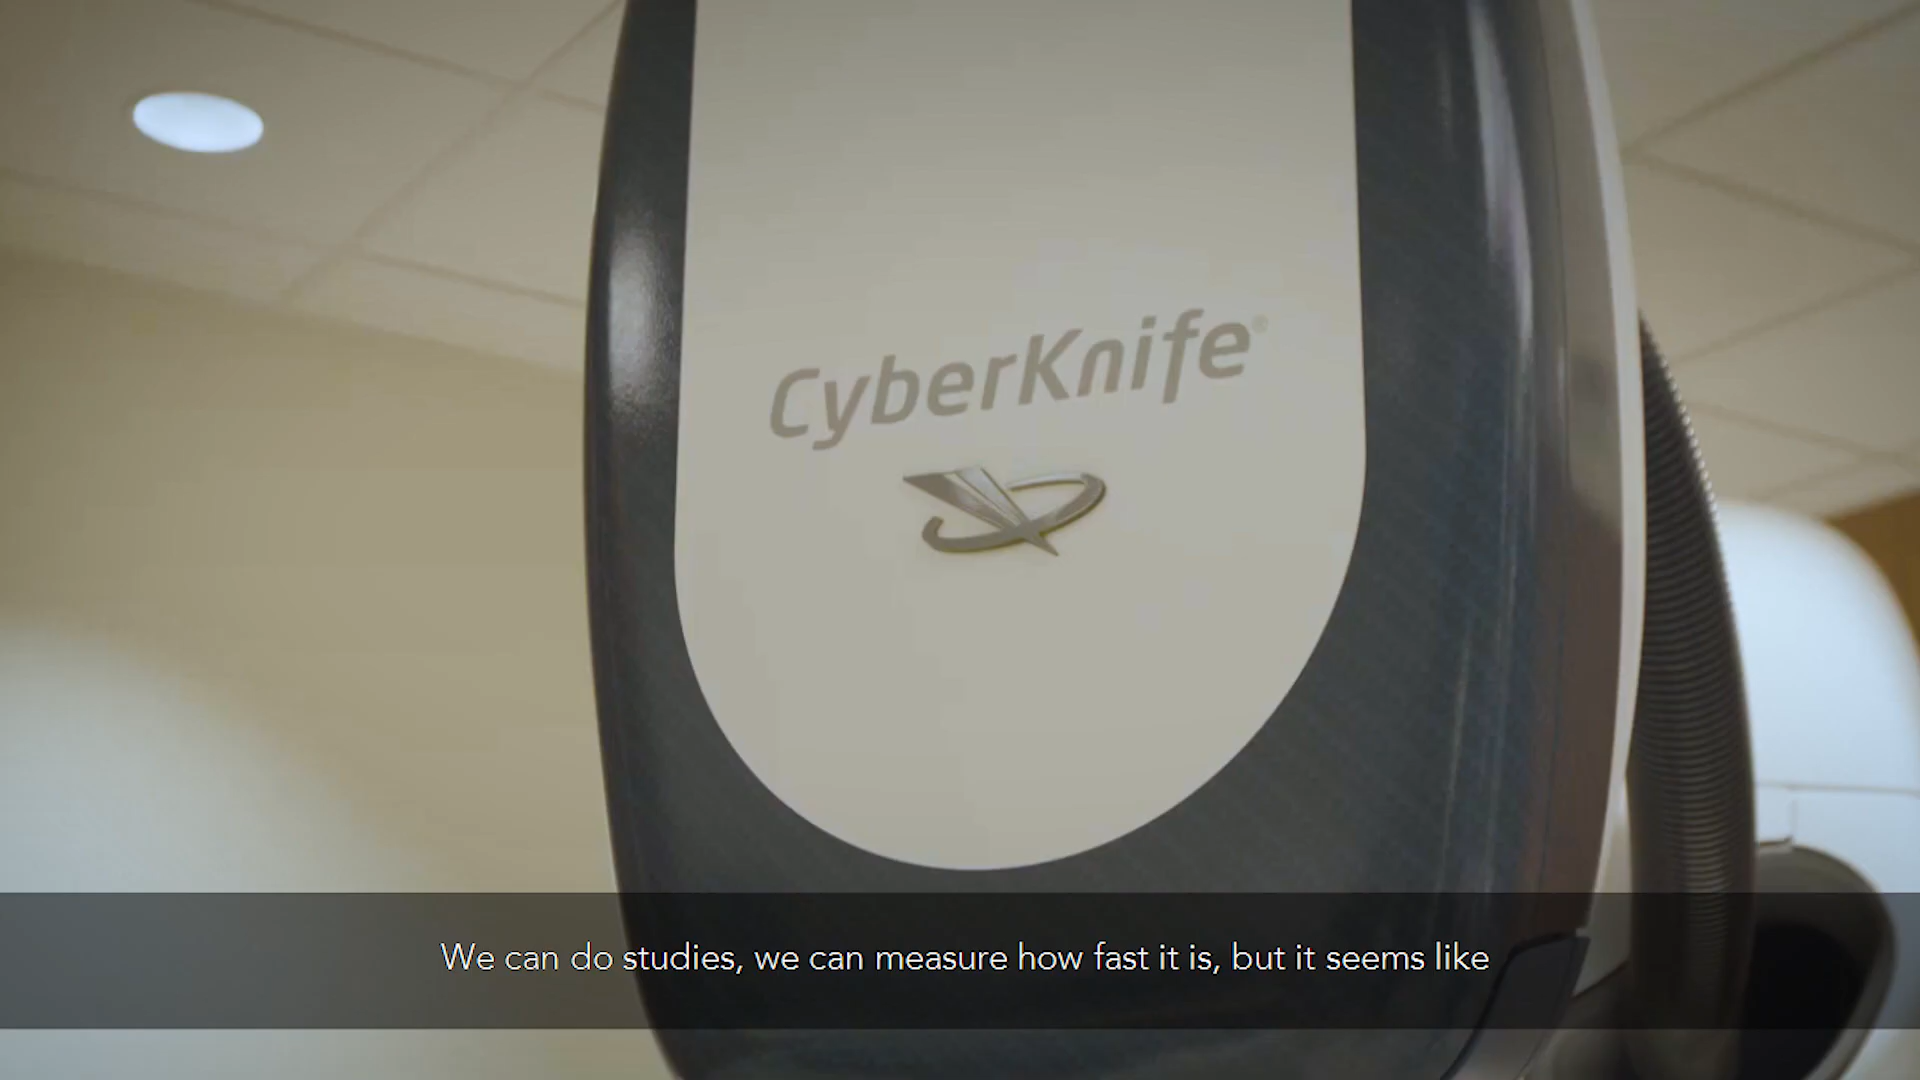 CyberKnife®
We can do studies, we can measure how fast it is, but it seems like